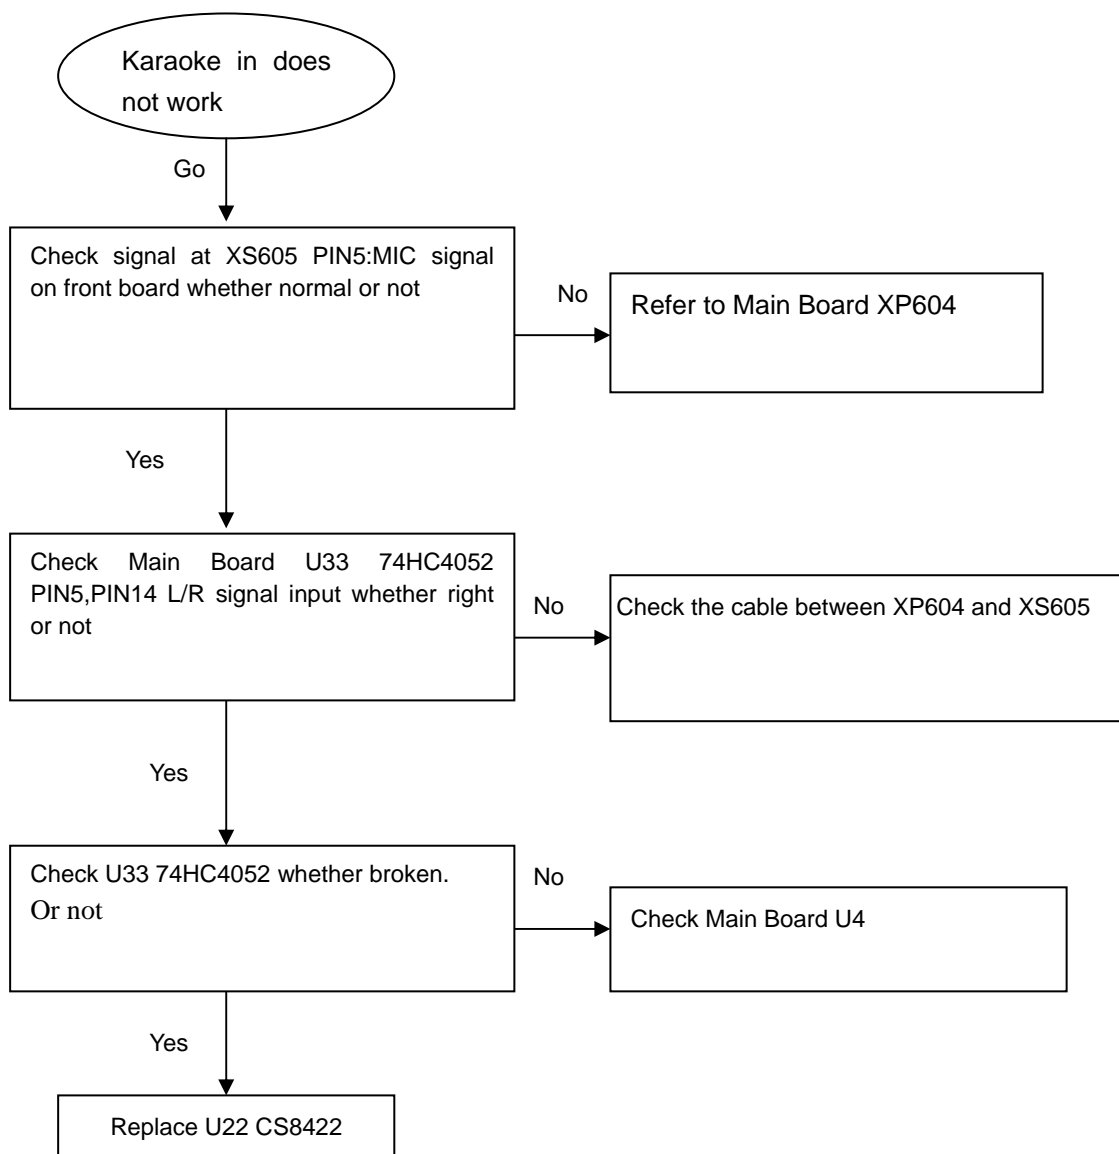 Karaoke in does
not work
Go
Check signal at XS605 PIN5:MIC signal
on front board whether normal or not
No
Refer to Main Board XP604
Yes
Check Main Board U33 74HC4052
PIN5,PIN14 L/R signal input whether right
or not
No
Check the cable between XP604 and XS605
Yes
Check U33 74HC4052 whether broken.
Or not
No
Check Main Board U4
Yes
Replace U22 CS8422